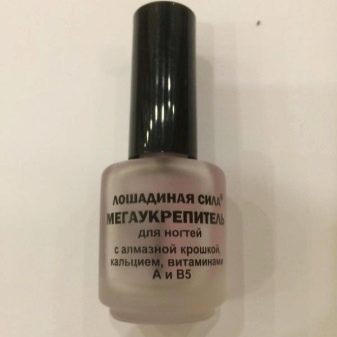 ЛОШАДИНАЯ СИЛА®
МЕГАУКРЕПИТЕЛЬ
ДЛЯ НОГТЕЙ
с алмазной крошкой,
кальцием, витаминами
А и В5